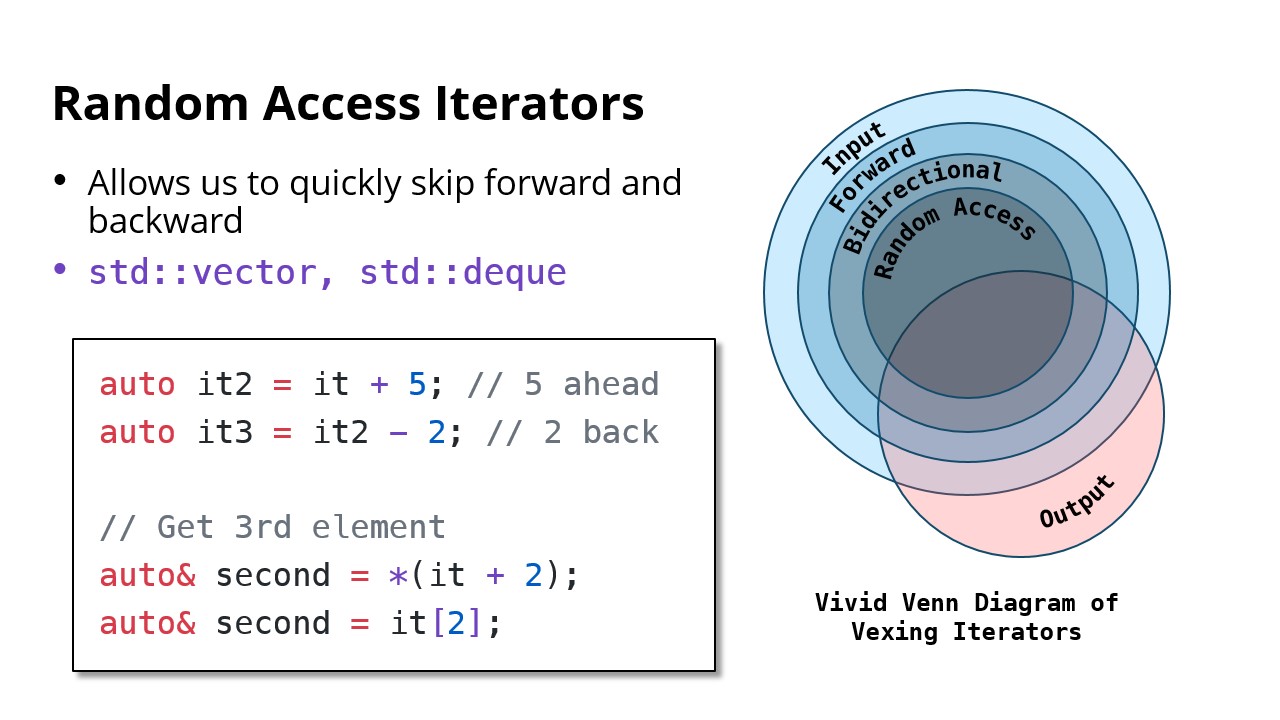 Random Access Iterators
• Allows us to quickly skip forward and
backward
• std::vector, std::deque
auto it2 = it + 5; // 5 ahead
auto it3 = it2 - 2; // 2 back
// Get 3rd element
auto& second = *(it + 2);
auto& second = it[2];
Input
Forward
Bidirectional
Random Access
Output
Vivid Venn Diagram of
Vexing Iterators